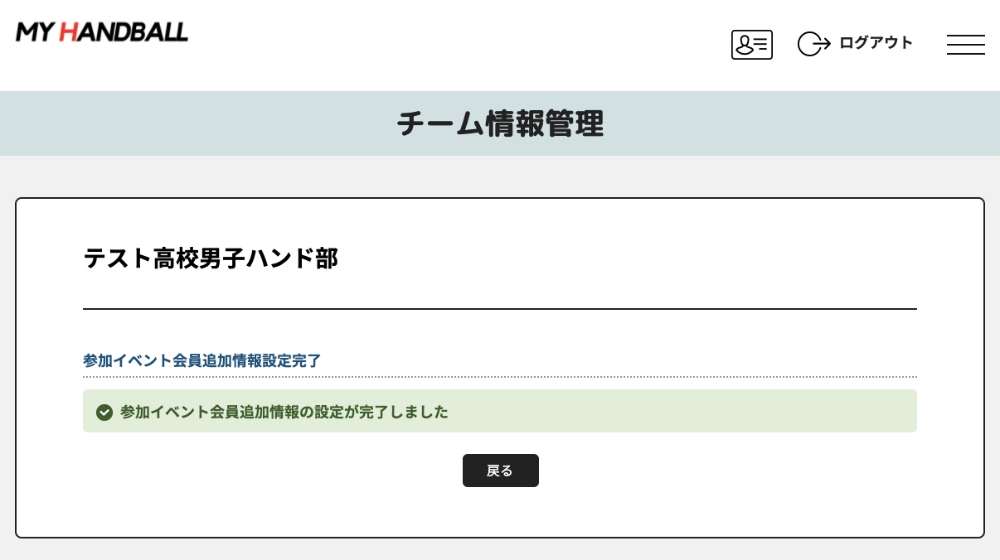 MY HANDBALL
ログアウト
チーム情報管理
テスト高校男子ハンド部
参加イベント会員追加情報設定完了
参加イベント会員追加情報の設定が完了しました
戻る